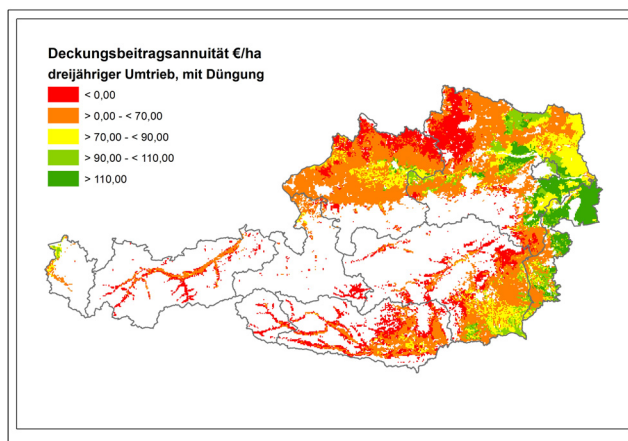 Deckungsbeitragsannuität €/ha
dreijähriger Umtrieb, mit Düngung
< 0,00
> 0,00 - < 70,00
> 70,00 - < 90,00
> 90,00 - < 110,00
> 110,00